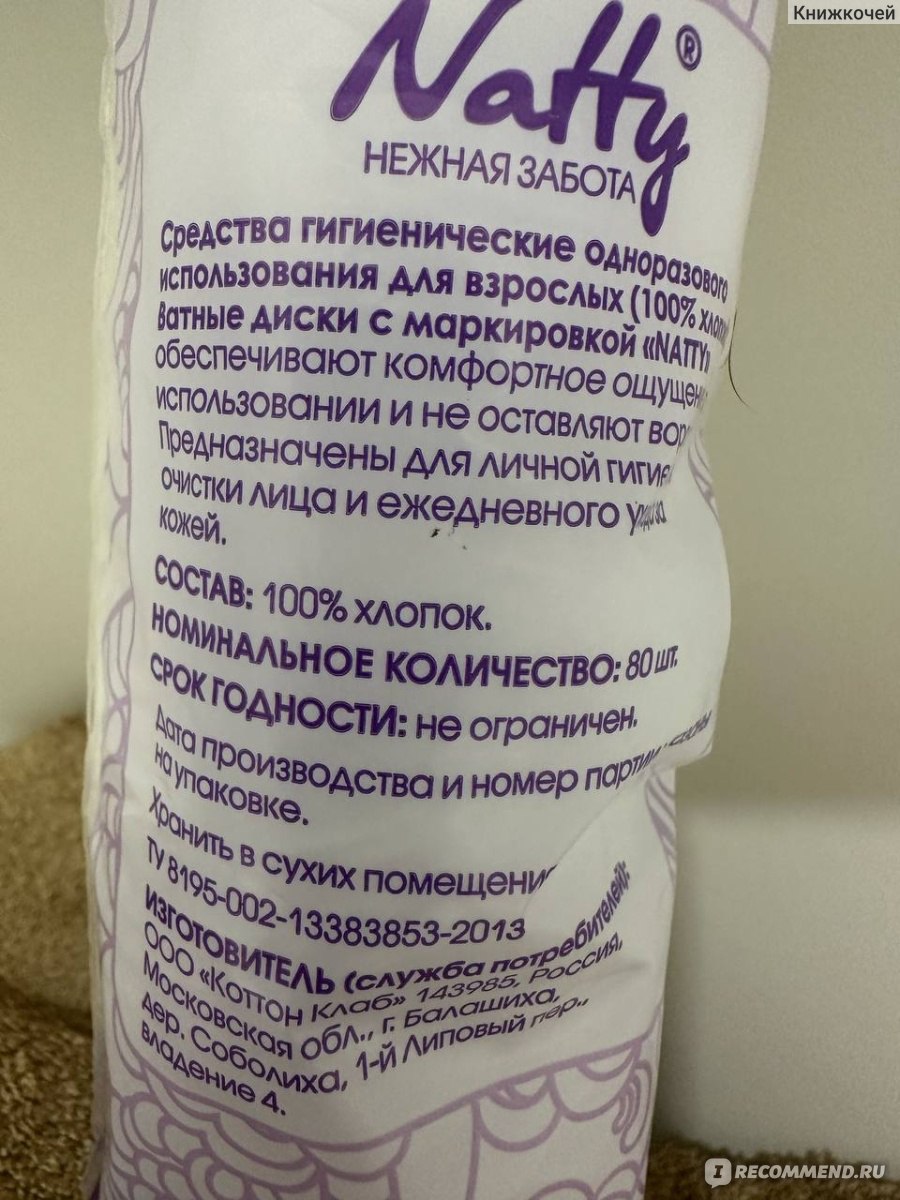 Книжкочей
Natty®
НЕЖНАЯ ЗАБОТА
Средства гигиенические одноразового
использования для взрослых (100%
Ватные диски с маркировкой «NATTY»
обеспечивают комфортное
использовании и не оставляют
Предназначены для личной
очистки лица и ежедневного
кожей.
СОСТАВ: 100% ХЛОПОК.
НОМИНАЛЬНОЕ КОЛИЧЕСТВО: 80 шт.
СРОК ГОДНОСТИ: не ограничен.
Дата производства и номер партии
на упаковке.
Хранить в сухих
ТУ 8195-002-13383853-2013
ИЗГОТОВИТЕЛЬ (служба потребителей):
ООО «Коттон Клаб» 143985, Россия,
Московская обл., г. Балашиха,
дер. Соболиха, 1-й Липовый пер.,
владение 4.
IRECOMMEND.RU